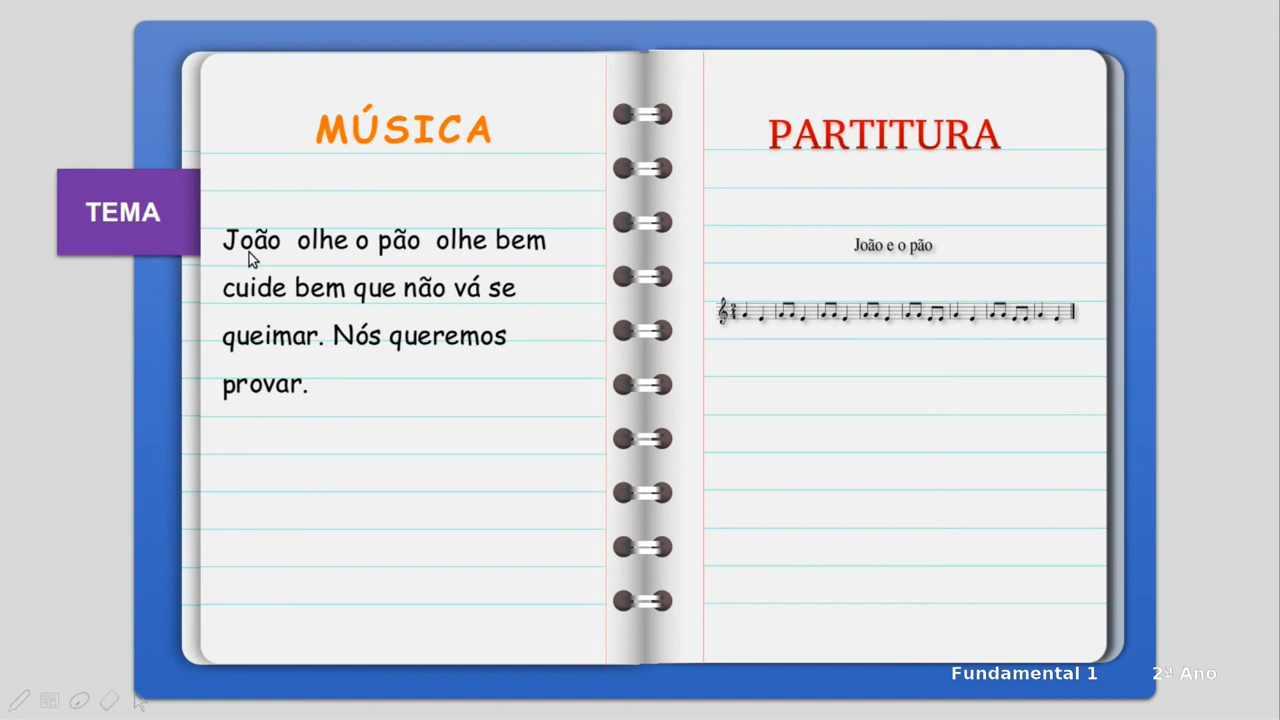 MÚSICA
TEMA
João olhe o pão olhe bem
cuide bem que não vá se
queimar. Nós queremos
provar.
PARTITURA
João e o pão
Fundamental 1 2ª Ano